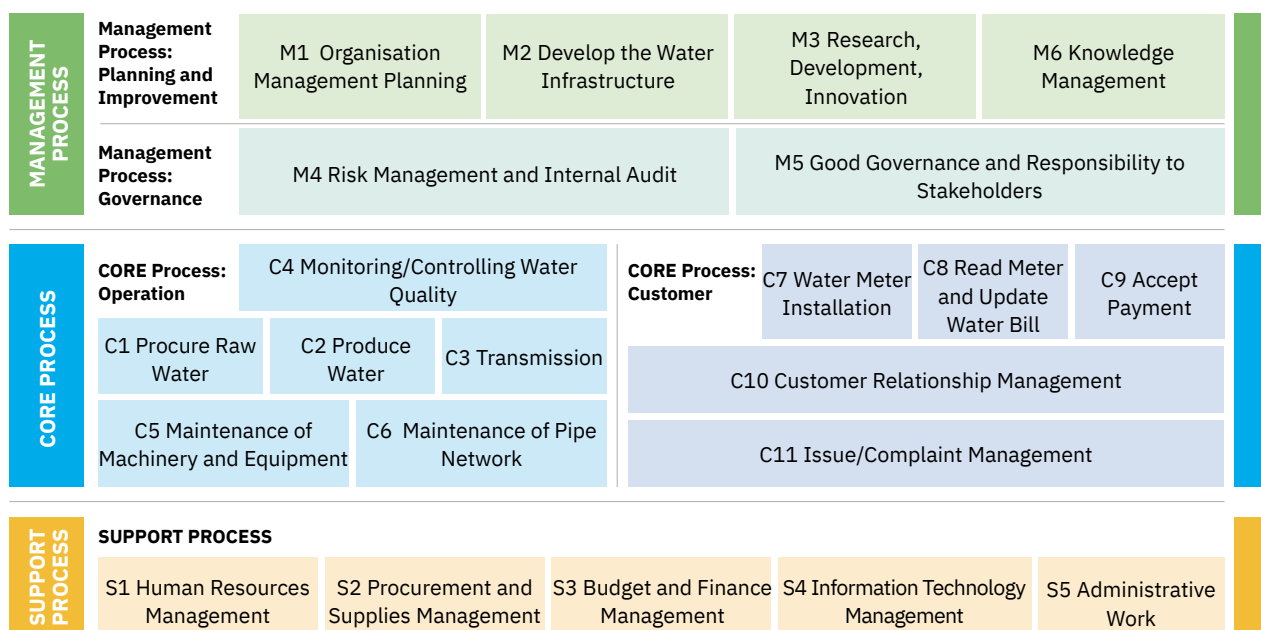 MANAGEMENT
PROCESS
Management
Process:
Planning and
Improvement
M1 Organisation
Management Planning
M2 Develop the Water
Infrastructure
M3 Research,
Development,
Innovation
M6 Knowledge
Management
Management
Process:
Governance
M4 Risk Management and Internal Audit
M5 Good Governance and Responsibility to
Stakeholders
CORE PROCESS
CORE Process:
Operation
C4 Monitoring/Controlling Water
Quality
C1 Procure Raw
Water
C2 Produce
Water
C3 Transmission
C5 Maintenance of
Machinery and Equipment
C6 Maintenance of Pipe
Network
CORE Process:
Customer
C7 Water Meter
Installation
C8 Read Meter
and Update
Water Bill
C9 Accept
Payment
C10 Customer Relationship Management
C11 Issue/Complaint Management
SUPPORT
PROCESS
SUPPORT PROCESS
S1 Human Resources
Management
S2 Procurement and
Supplies Management
S3 Budget and Finance
Management
S4 Information Technology
Management
S5 Administrative
Work